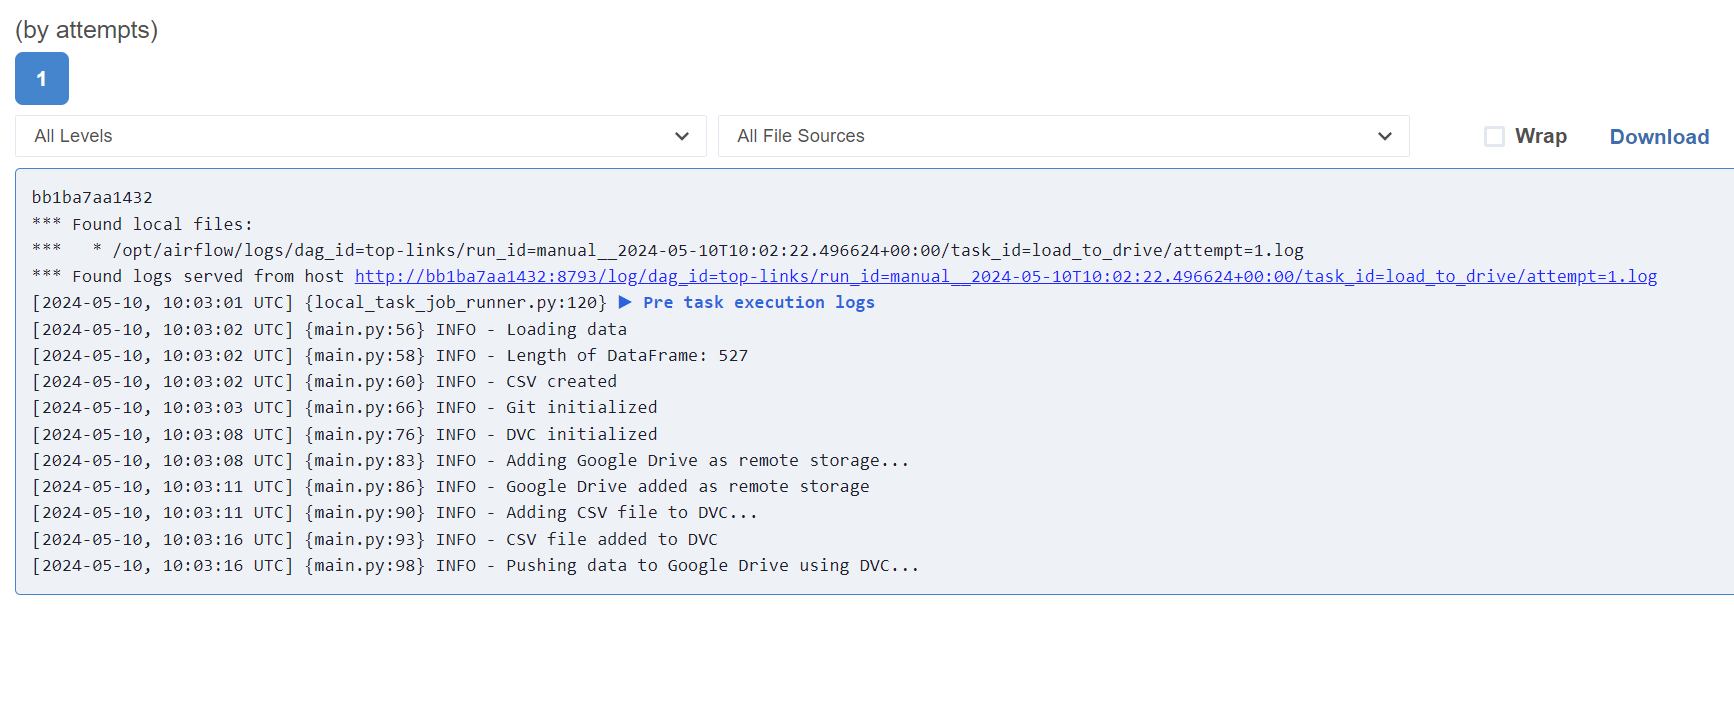 (by attempts)
1
All Levels
All File Sources
Wrap
Download
bb1ba7aa1432
*** Found local files:
***   * /opt/airflow/logs/dag_id=top-links/run_id=manual__2024-05-10T10:02:22.496624+00:00/task_id=load_to_drive/attempt=1.log
*** Found logs served from host http://bb1ba7aa1432:8793/log/dag_id=top-links/run_id=manual__2024-05-10T10:02:22.496624+00:00/task_id=load_to_drive/attempt=1.log
[2024-05-10, 10:03:01 UTC] {local_task_job_runner.py:120} ▶ Pre task execution logs
[2024-05-10, 10:03:02 UTC] {main.py:56} INFO - Loading data
[2024-05-10, 10:03:02 UTC] {main.py:58} INFO - Length of DataFrame: 527
[2024-05-10, 10:03:02 UTC] {main.py:60} INFO - CSV created
[2024-05-10, 10:03:03 UTC] {main.py:66} INFO - Git initialized
[2024-05-10, 10:03:08 UTC] {main.py:76} INFO - DVC initialized
[2024-05-10, 10:03:08 UTC] {main.py:83} INFO - Adding Google Drive as remote storage...
[2024-05-10, 10:03:11 UTC] {main.py:86} INFO - Google Drive added as remote storage
[2024-05-10, 10:03:11 UTC] {main.py:90} INFO - Adding CSV file to DVC...
[2024-05-10, 10:03:16 UTC] {main.py:93} INFO - CSV file added to DVC
[2024-05-10, 10:03:16 UTC] {main.py:98} INFO - Pushing data to Google Drive using DVC...